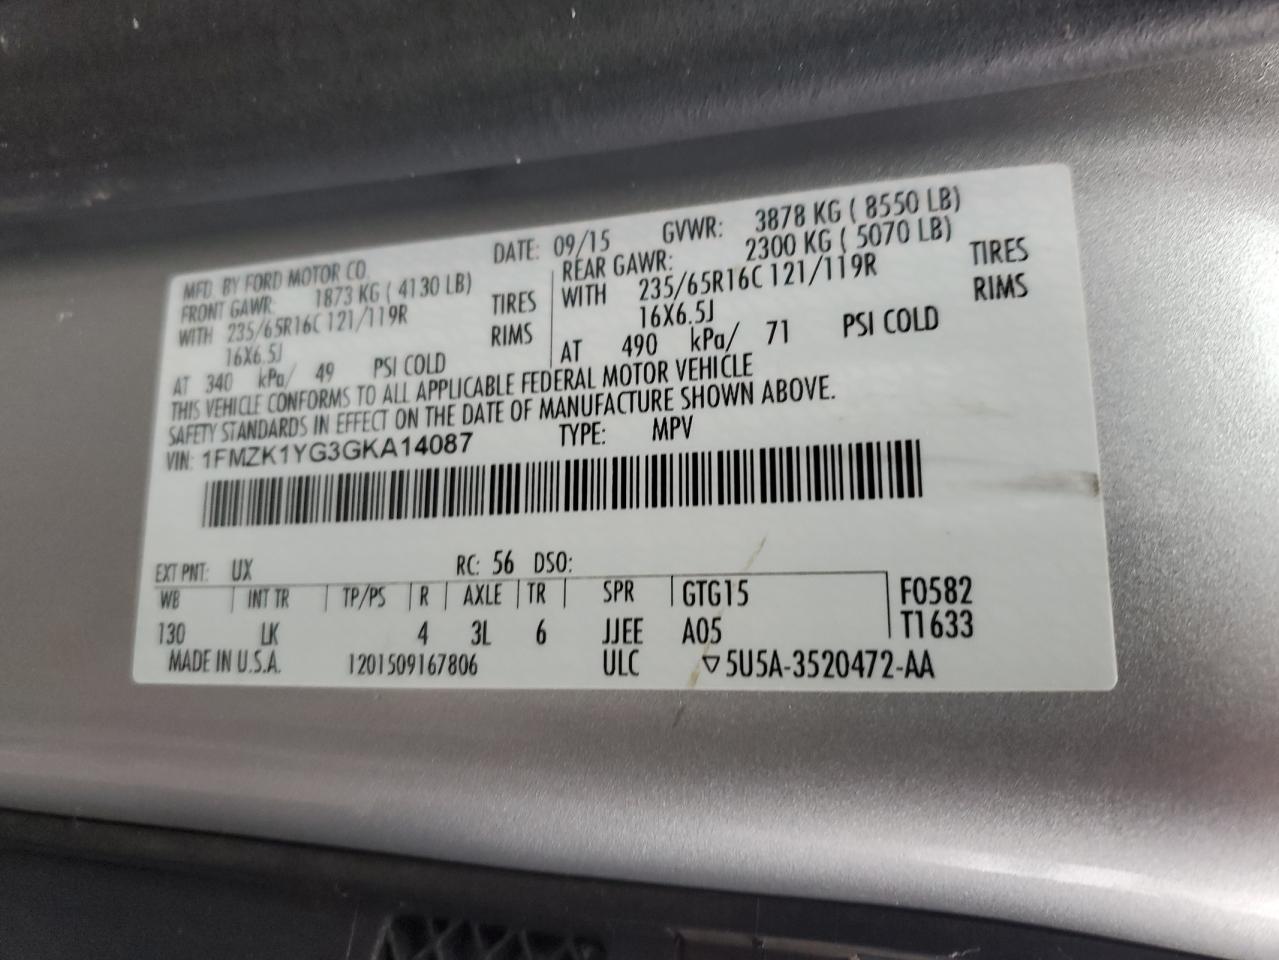 MFD. BY FORD MOTOR CO. DATE: 09/15 GVWR: 3878 KG ( 8550 LB)
FRONT GAWR: 1873 KG ( 4130 LB) REAR GAWR: 2300 KG ( 5070 LB)
WITH 235/65R16C 121/119R TIRES WITH 235/65R16C 121/119R TIRES
16X6.5J RIMS 16X6.5J RIMS
AT 340 kPa/ 49 PSI COLD AT 490 kPa/ 71 PSI COLD
THIS VEHICLE CONFORMS TO ALL APPLICABLE FEDERAL MOTOR VEHICLE
SAFETY STANDARDS IN EFFECT ON THE DATE OF MANUFACTURE SHOWN ABOVE.
VIN: 1FMZK1YG3GKA14087 TYPE: MPV
EXT PNT: UX RC: 56 DSO:
WB INT TR TP/PS R AXLE TR SPR GTG15 F0582
130 LK 4 3L 6 JJEE A05 T1633
MADE IN U.S.A. 1201509167806 ULC ▽5U5A-3520472-AA